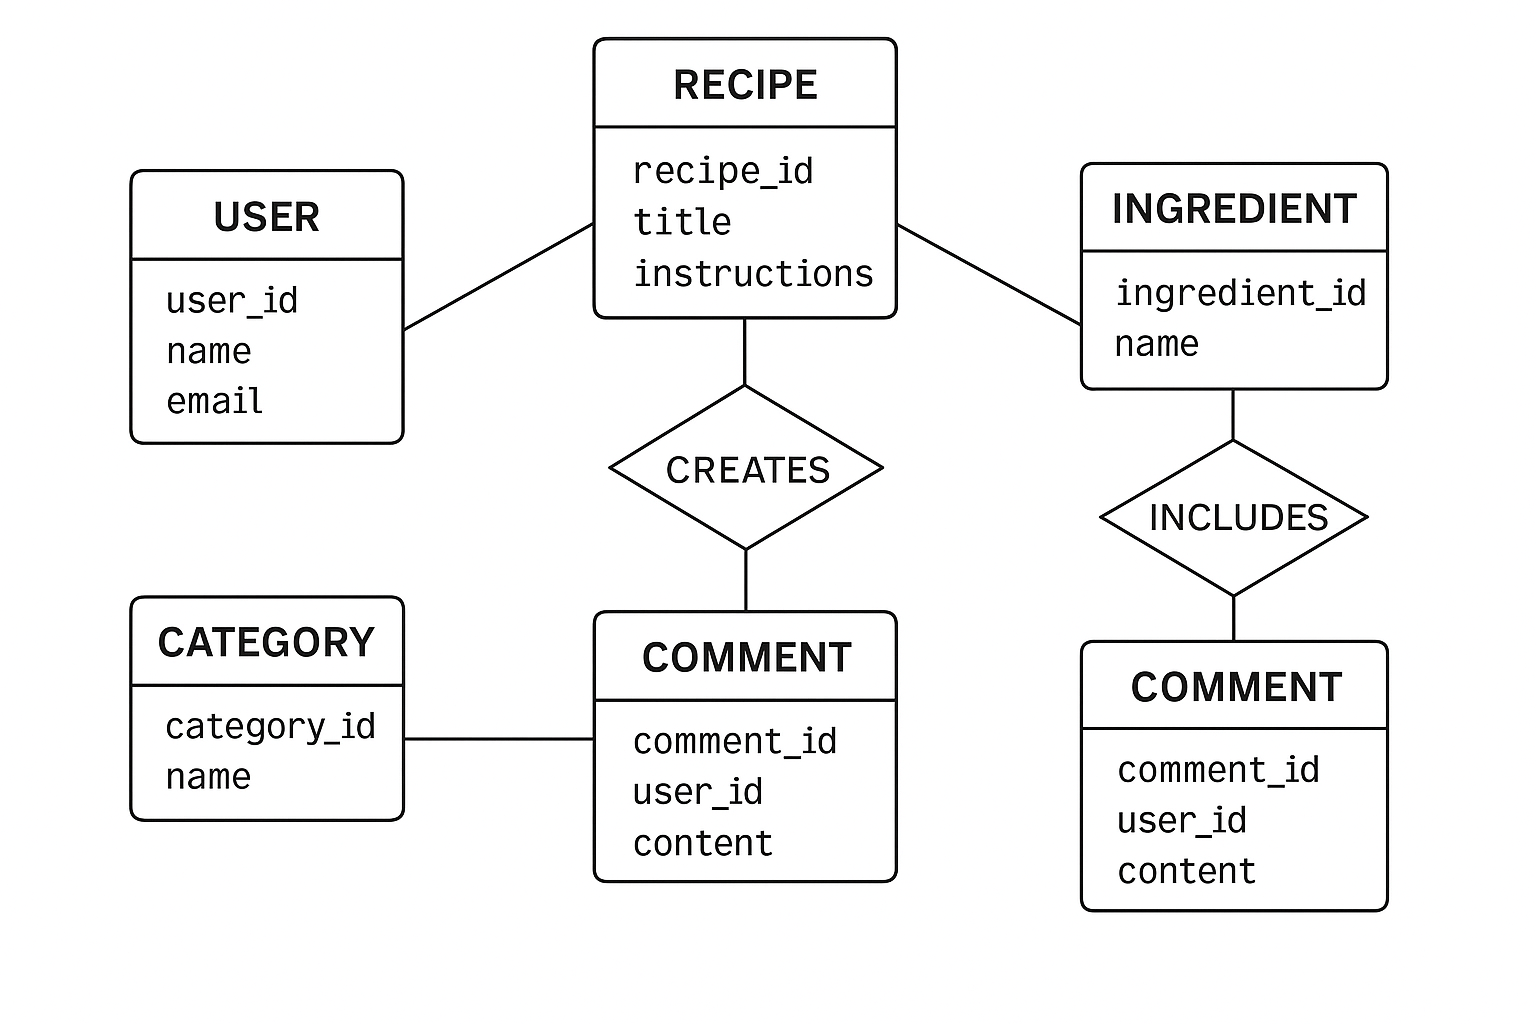 RECIPE
recipe_id
title
instructions
USER
user_id
name
email
INGREDIENT
ingredient_id
name
CREATES
INCLUDES
CATEGORY
category_id
name
COMMENT
comment_id
user_id
content
COMMENT
comment_id
user_id
content